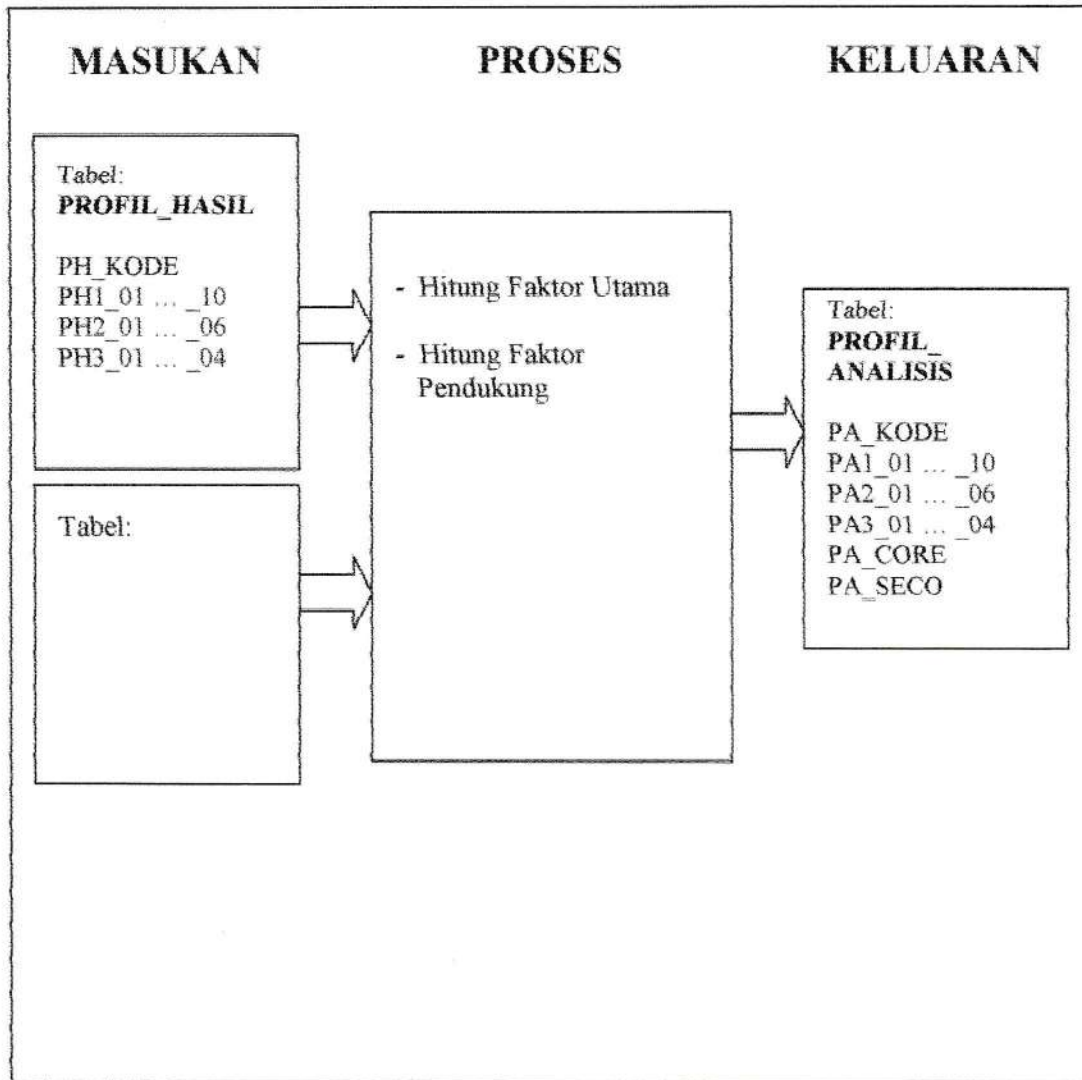 MASUKAN
PROSES
KELUARAN
Tabel:
PROFIL_HASIL
PH_KODE
PH1_01 ... _10
PH2_01 ... _06
PH3_01 ... _04
Tabel:
- Hitung Faktor Utama
- Hitung Faktor
Pendukung
Tabel:
PROFIL_
ANALISIS
PA_KODE
PA1_01 ... _10
PA2_01 ... _06
PA3_01 ... _04
PA_CORE
PA_SECO